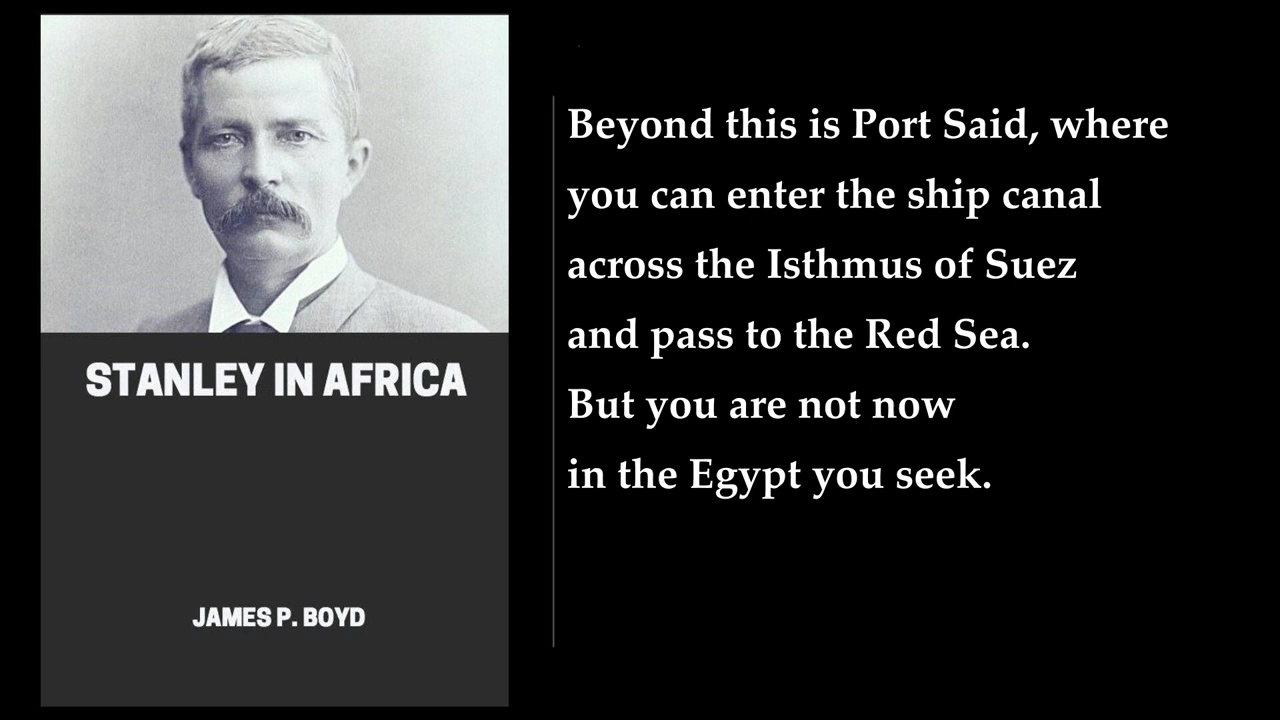 STANLEY IN AFRICA
JAMES P. BOYD
Beyond this is Port Said, where
you can enter the ship canal
across the Isthmus of Suez
and pass to the Red Sea.
But you are not now
in the Egypt you seek.